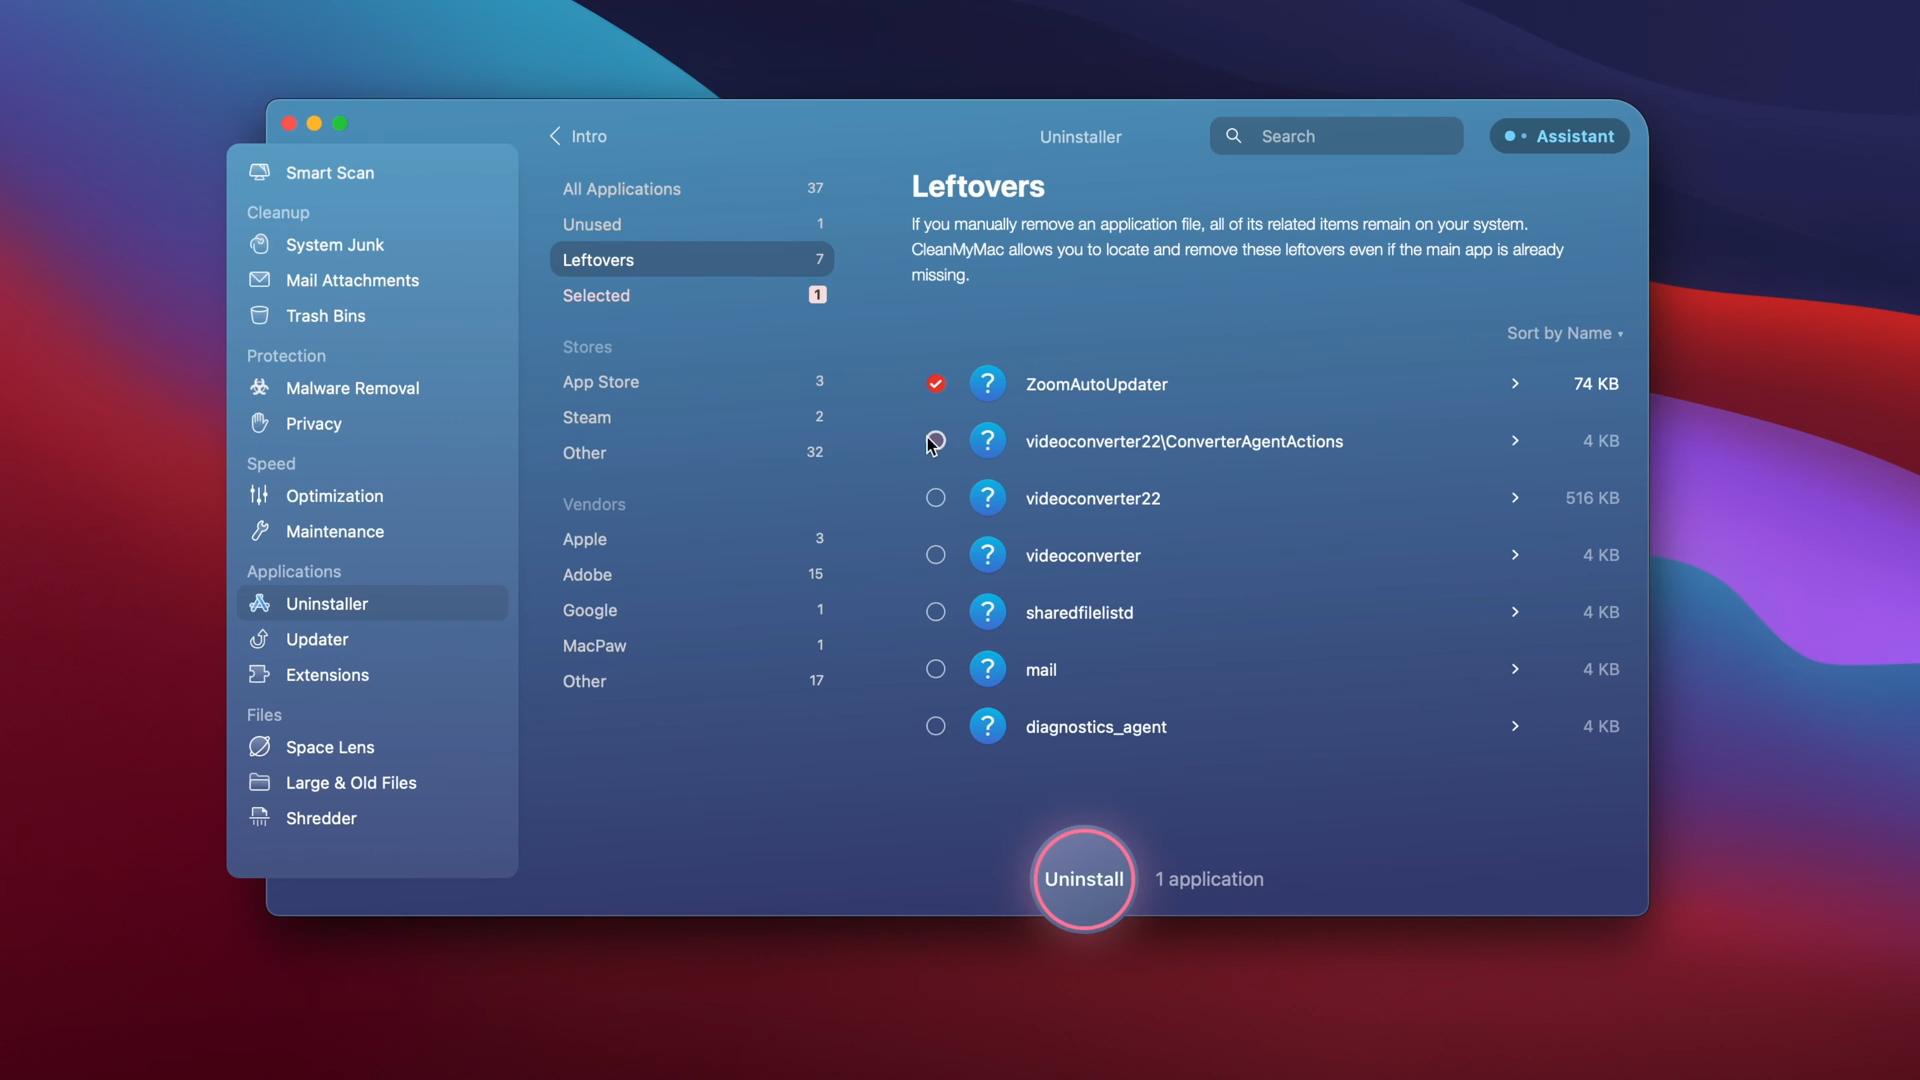 Intro
Uninstaller
Search
Assistant
Smart Scan
Cleanup
System Junk
Mail Attachments
Trash Bins
Protection
Malware Removal
Privacy
Speed
Optimization
Maintenance
Applications
Uninstaller
Updater
Extensions
Files
Space Lens
Large & Old Files
Shredder
All Applications 37
Unused 1
Leftovers 7
Selected 1
Stores
App Store 3
Steam 2
Other 32
Vendors
Apple 3
Adobe 15
Google 1
MacPaw 1
Other 17
Leftovers
If you manually remove an application file, all of its related items remain on your system.
CleanMyMac allows you to locate and remove these leftovers even if the main app is already
missing.
Sort by Name
? ZoomAutoUpdater > 74 KB
? videoconverter22\ConverterAgentActions > 4 KB
? videoconverter22 > 516 KB
? videoconverter > 4 KB
? sharedfilelistd > 4 KB
? mail > 4 KB
? diagnostics_agent > 4 KB
Uninstall 1 application